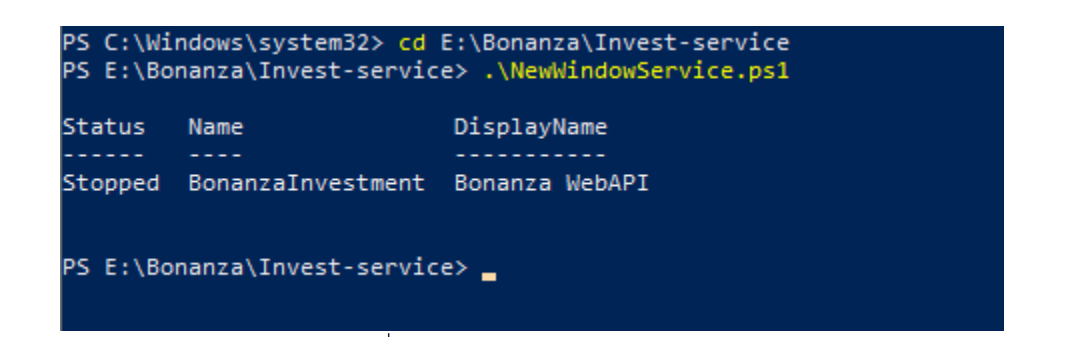 PS C:\Windows\system32> cd E:\Bonanza\Invest-service
PS E:\Bonanza\Invest-service> .\NewWindowService.ps1
Status   Name               DisplayName
------   ----               -----------
Stopped  BonanzaInvestment  Bonanza WebAPI
PS E:\Bonanza\Invest-service>